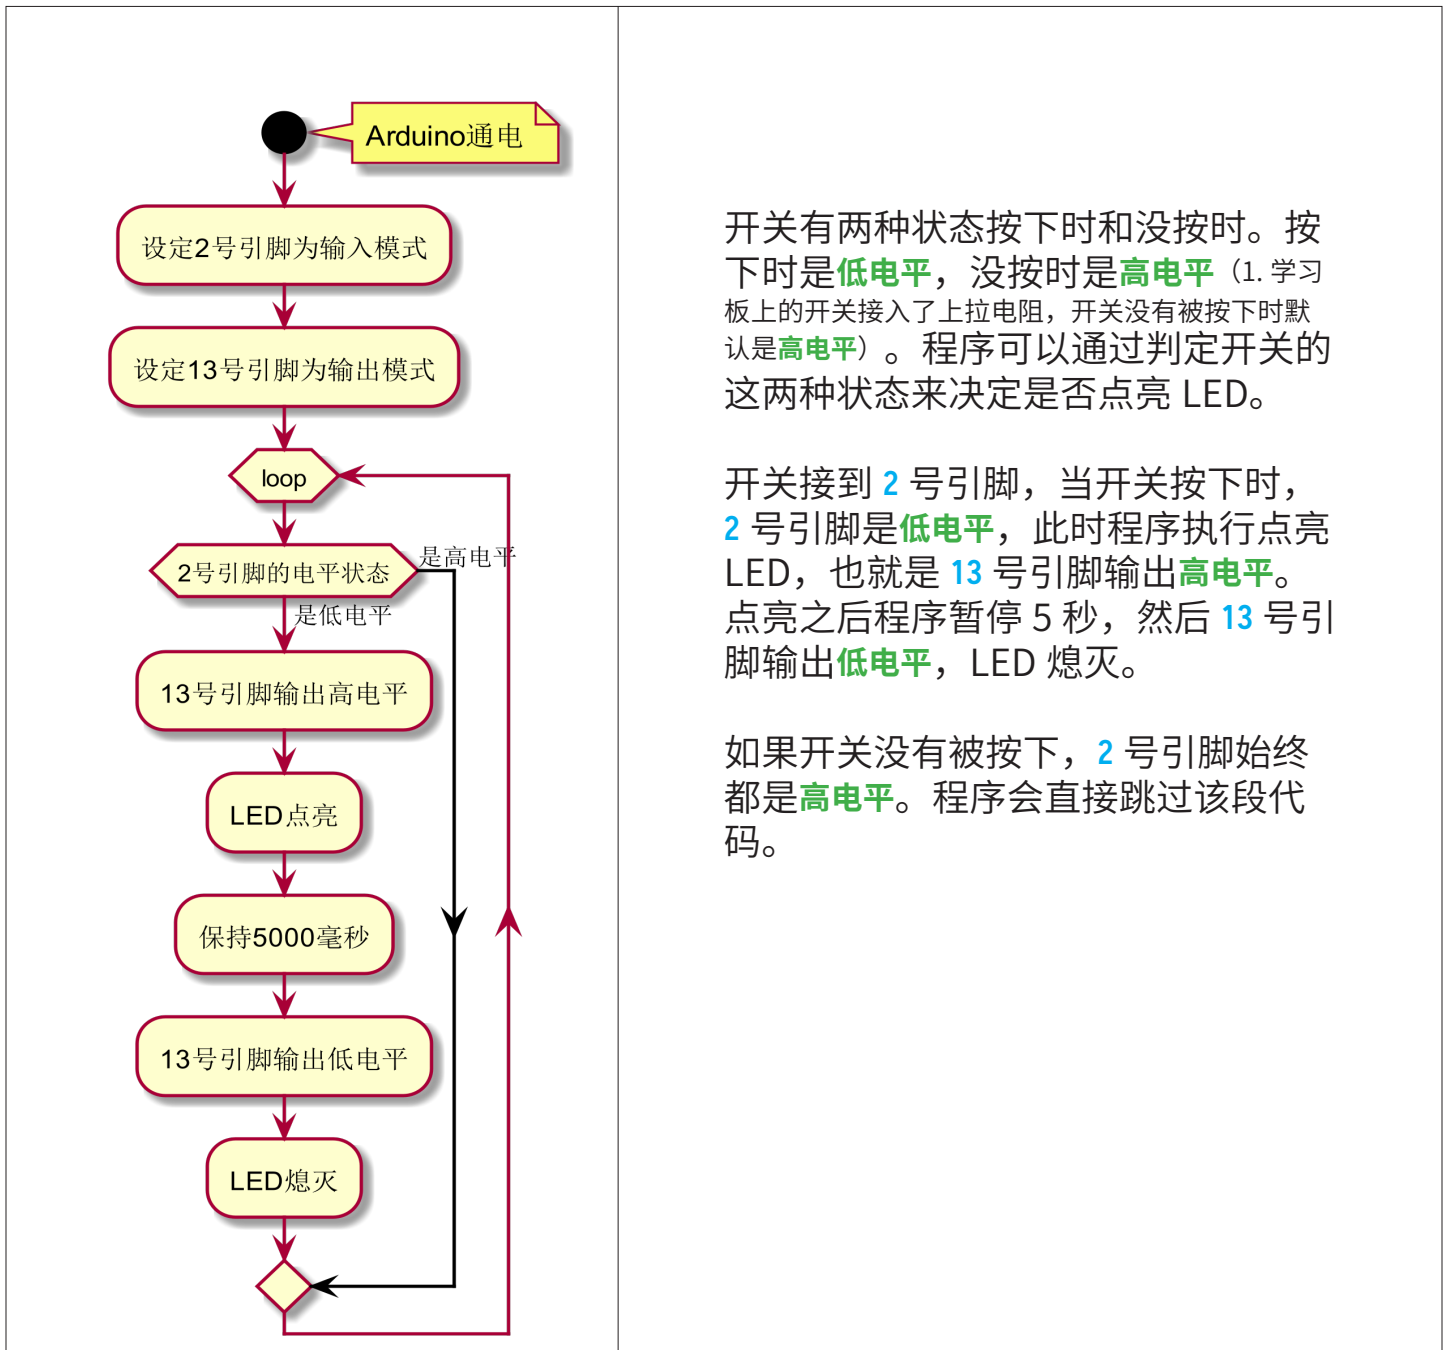 Arduino通电
设定2号引脚为输入模式
设定13号引脚为输出模式
loop
2号引脚的电平状态
是高电平
是低电平
13号引脚输出高电平
LED点亮
保持5000毫秒
13号引脚输出低电平
LED熄灭
开关有两种状态按下时和没按时。按
下时是低电平，没按时是高电平（1. 学习
板上的开关接入了上拉电阻，开关没有被按下时默
认是高电平）。程序可以通过判定开关的
这两种状态来决定是否点亮 LED。
开关接到 2 号引脚，当开关按下时，
2 号引脚是低电平，此时程序执行点亮
LED，也就是 13 号引脚输出高电平。
点亮之后程序暂停 5 秒，然后 13 号引
脚输出低电平，LED 熄灭。
如果开关没有被按下，2 号引脚始终
都是高电平。程序会直接跳过该段代
码。